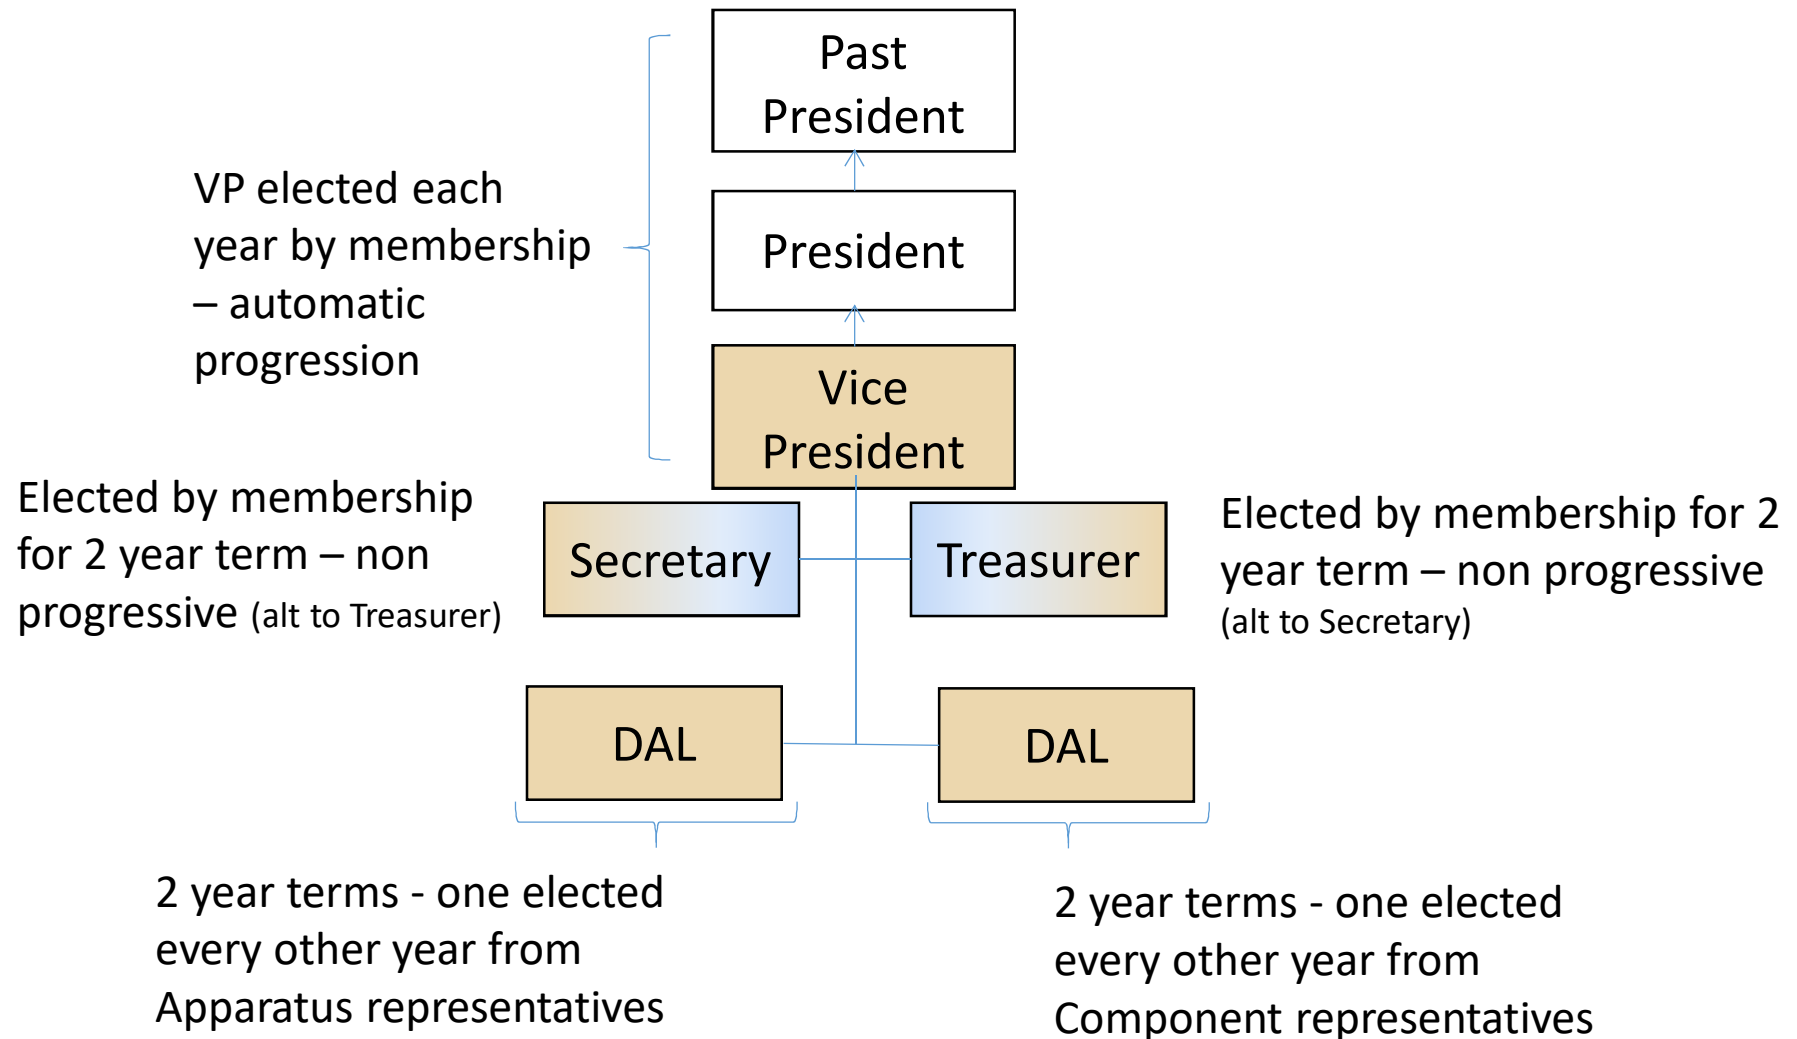 Past
President
VP elected each
year by membership
– automatic
progression
President
Vice
President
Elected by membership
for 2 year term – non
progressive (alt to Treasurer)
Secretary
Treasurer
Elected by membership for 2
year term – non progressive
(alt to Secretary)
DAL
DAL
2 year terms - one elected
every other year from
Apparatus representatives
2 year terms - one elected
every other year from
Component representatives